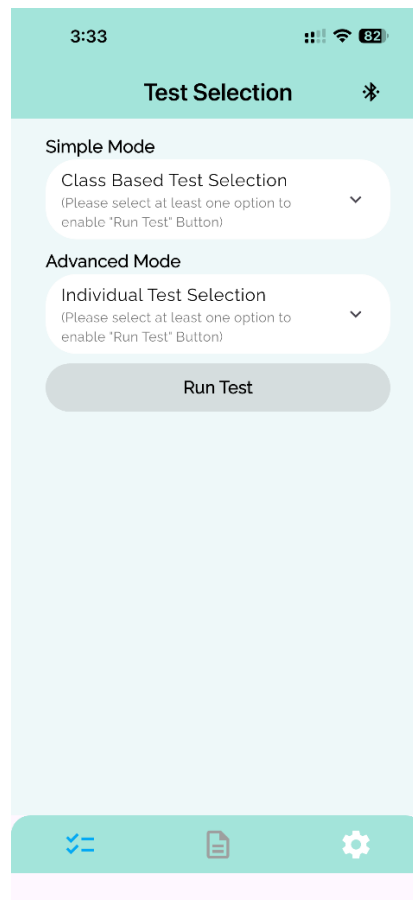 3:33
82
Test Selection
Simple Mode
Class Based Test Selection
(Please select at least one option to
enable "Run Test" Button)
Advanced Mode
Individual Test Selection
(Please select at least one option to
enable "Run Test" Button)
Run Test